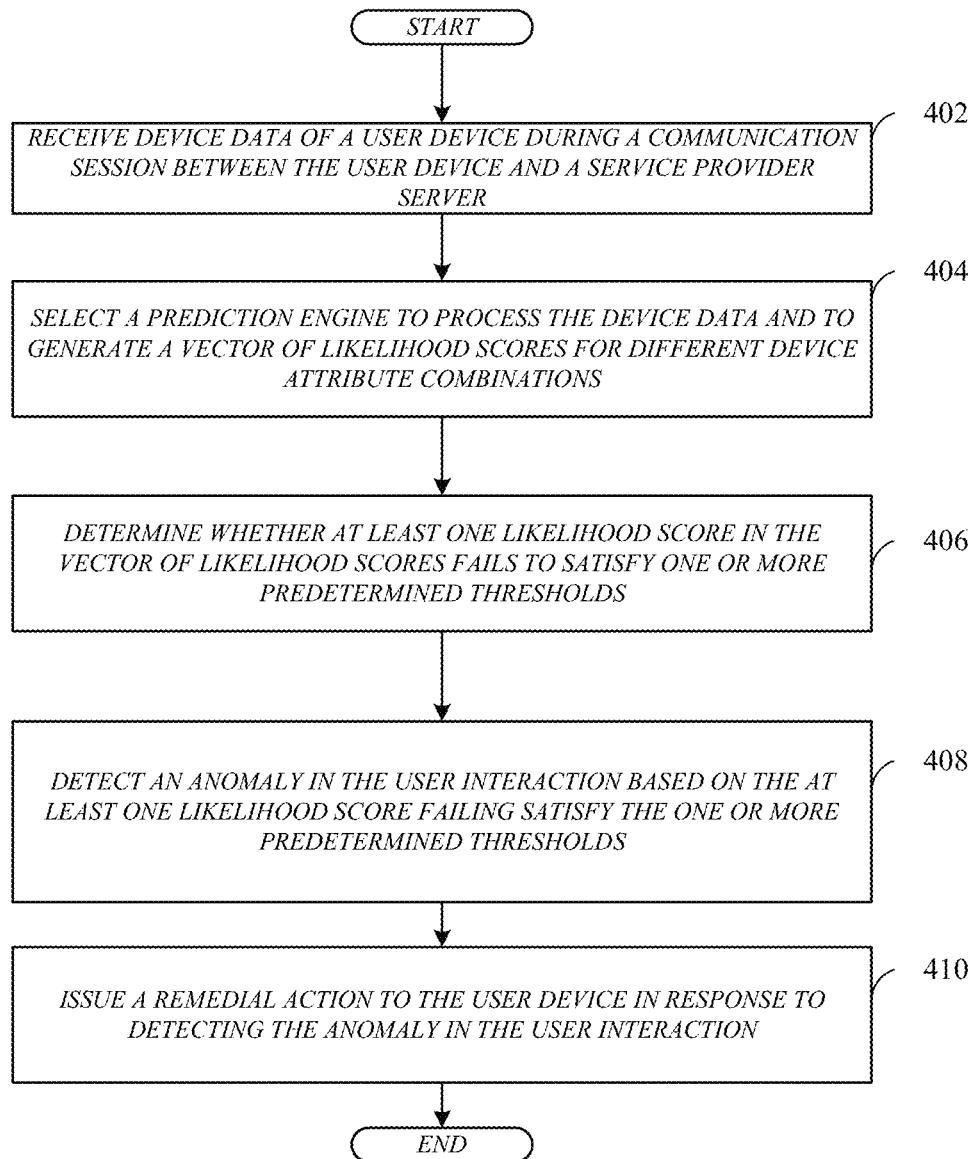 START
402
RECEIVE DEVICE DATA OF A USER DEVICE DURING A COMMUNICATION
SESSION BETWEEN THE USER DEVICE AND A SERVICE PROVIDER
SERVER
404
SELECT A PREDICTION ENGINE TO PROCESS THE DEVICE DATA AND TO
GENERATE A VECTOR OF LIKELIHOOD SCORES FOR DIFFERENT DEVICE
ATTRIBUTE COMBINATIONS
406
DETERMINE WHETHER AT LEAST ONE LIKELIHOOD SCORE IN THE
VECTOR OF LIKELIHOOD SCORES FAILS TO SATISFY ONE OR MORE
PREDETERMINED THRESHOLDS
408
DETECT AN ANOMALY IN THE USER INTERACTION BASED ON THE AT
LEAST ONE LIKELIHOOD SCORE FAILING SATISFY THE ONE OR MORE
PREDETERMINED THRESHOLDS
410
ISSUE A REMEDIAL ACTION TO THE USER DEVICE IN RESPONSE TO
DETECTING THE ANOMALY IN THE USER INTERACTION
END